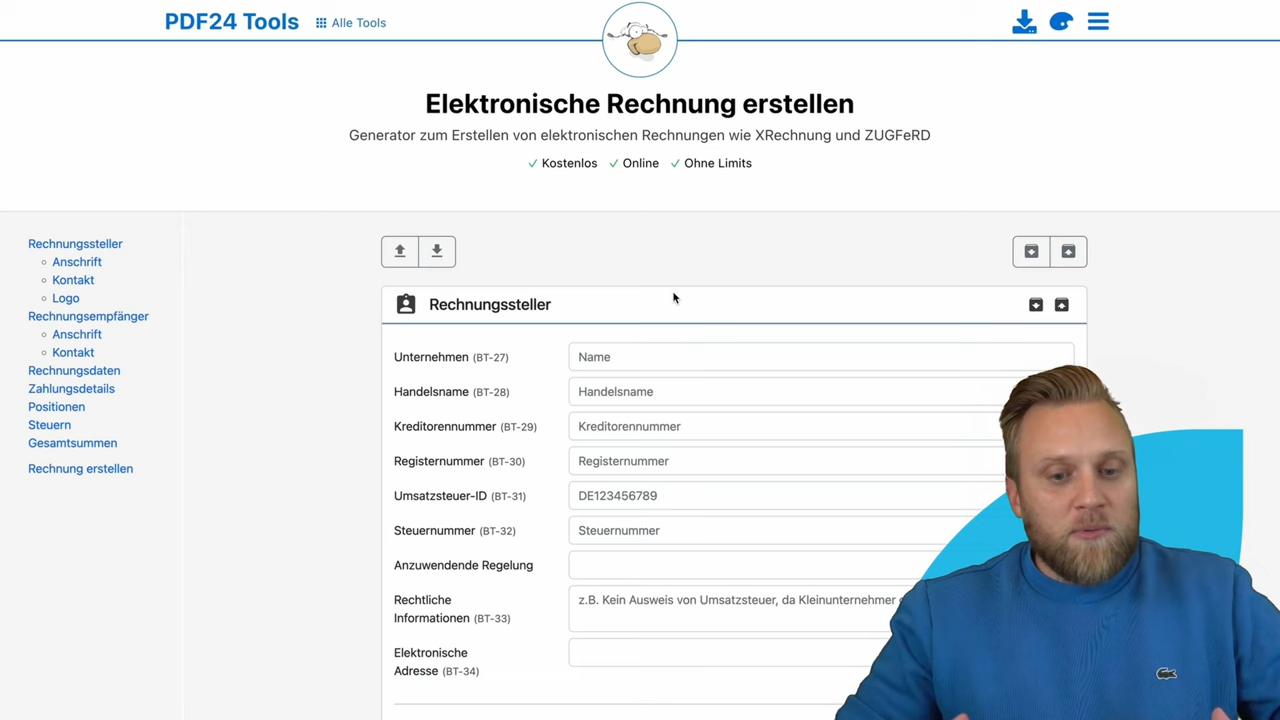 PDF24 Tools
Alle Tools
Elektronische Rechnung erstellen
Generator zum Erstellen von elektronischen Rechnungen wie XRechnung und ZUGFeRD
Kostenlos Online Ohne Limits
Rechnungssteller
Anschrift
Kontakt
Logo
Rechnungsempfänger
Anschrift
Kontakt
Rechnungsdaten
Zahlungsdetails
Positionen
Steuern
Gesamtsummen
Rechnung erstellen
Rechnungssteller
Unternehmen (BT-27) Name
Handelsname (BT-28) Handelsname
Kreditorennummer (BT-29) Kreditorennummer
Registernummer (BT-30) Registernummer
Umsatzsteuer-ID (BT-31) DE123456789
Steuernummer (BT-32) Steuernummer
Anzuwendende Regelung
Rechtliche
Informationen (BT-33)
z.B. Kein Ausweis von Umsatzsteuer, da Kleinunternehmer
Elektronische
Adresse (BT-34)